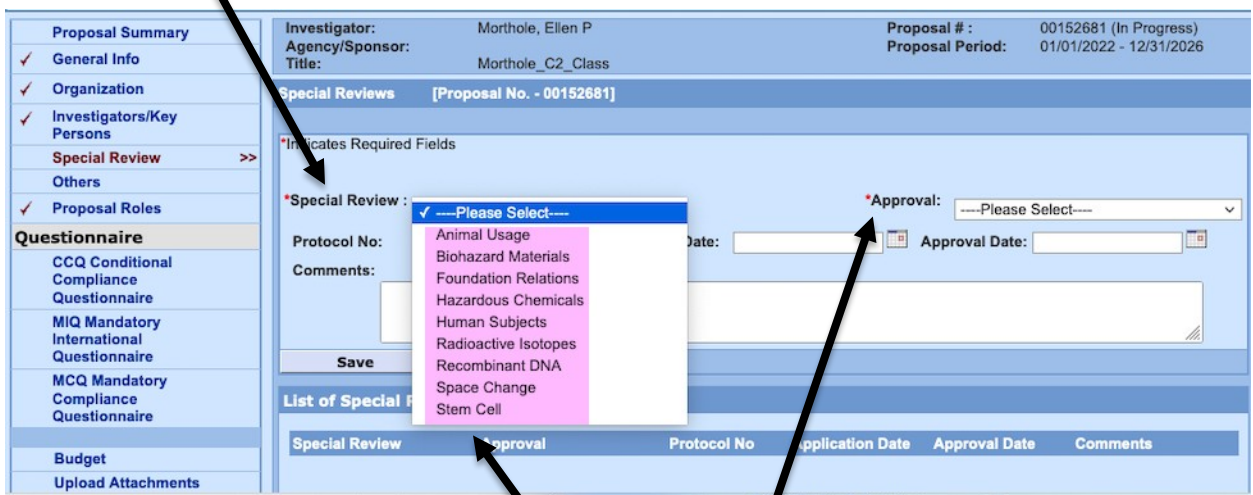 Proposal Summary
✓ General Info
✓ Organization
✓ Investigators/Key
Persons
Special Review >>
Others
✓ Proposal Roles
Questionnaire
CCQ Conditional
Compliance
Questionnaire
MIQ Mandatory
International
Questionnaire
MCQ Mandatory
Compliance
Questionnaire
Budget
Upload Attachments
Investigator: Morthole, Ellen P Proposal # : 00152681 (In Progress)
Agency/Sponsor: Proposal Period: 01/01/2022 - 12/31/2026
Title: Morthole_C2_Class
Special Reviews [Proposal No. - 00152681]
*Indicates Required Fields
*Special Review : ✓ ----Please Select---- *Approval: ----Please Select----
Animal Usage
Biohazard Materials
Foundation Relations
Hazardous Chemicals
Human Subjects
Radioactive Isotopes
Recombinant DNA
Space Change
Stem Cell
Protocol No: Date: Approval Date:
Comments:
Save
List of Special
Special Review Approval Protocol No Application Date Approval Date Comments